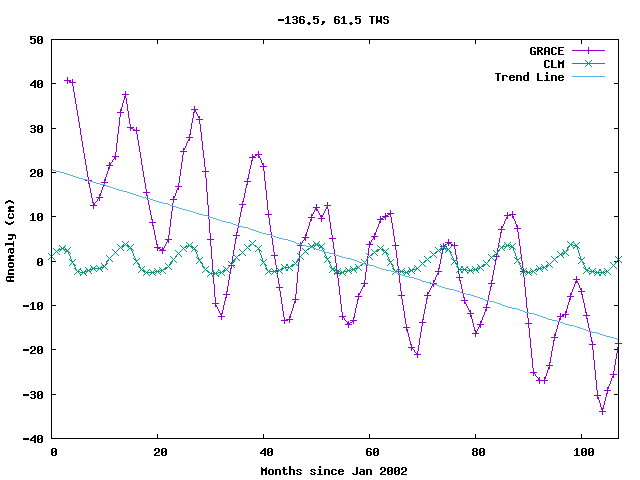 -136.5, 61.5 TWS
GRACE
CLM
Trend Line
50
40
30
20
10
0
-10
-20
-30
-40
Anomaly (cm)
0 20 40 60 80 100
Months since Jan 2002